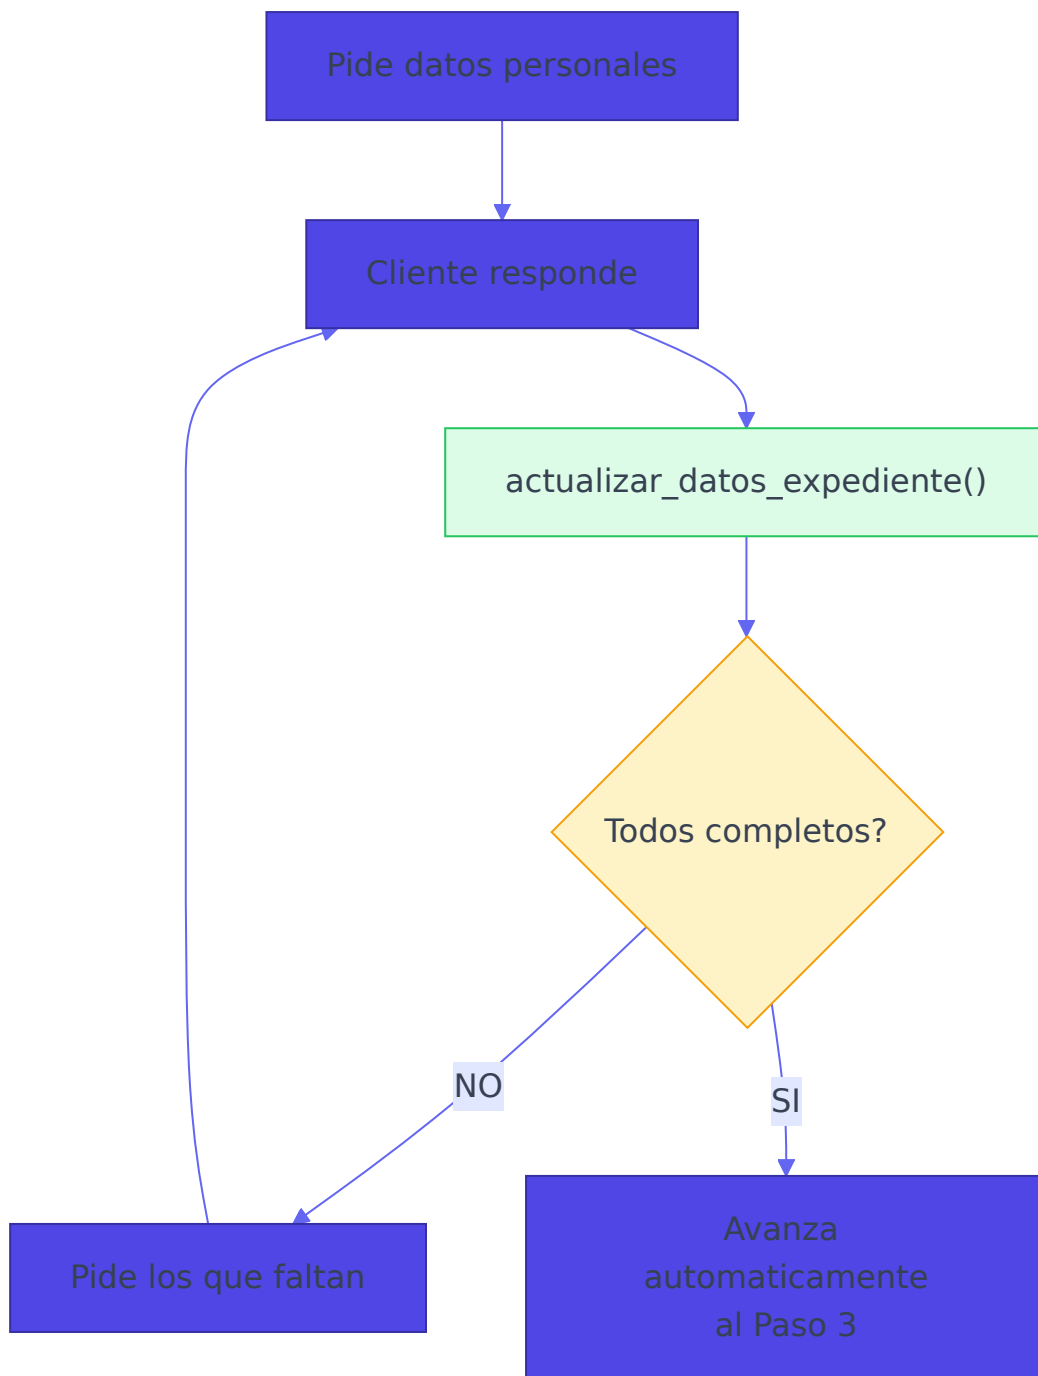 Pide datos personales
Cliente responde
actualizar_datos_expediente()
Todos completos?
NO
SI
Pide los que faltan
Avanza
automaticamente
al Paso 3